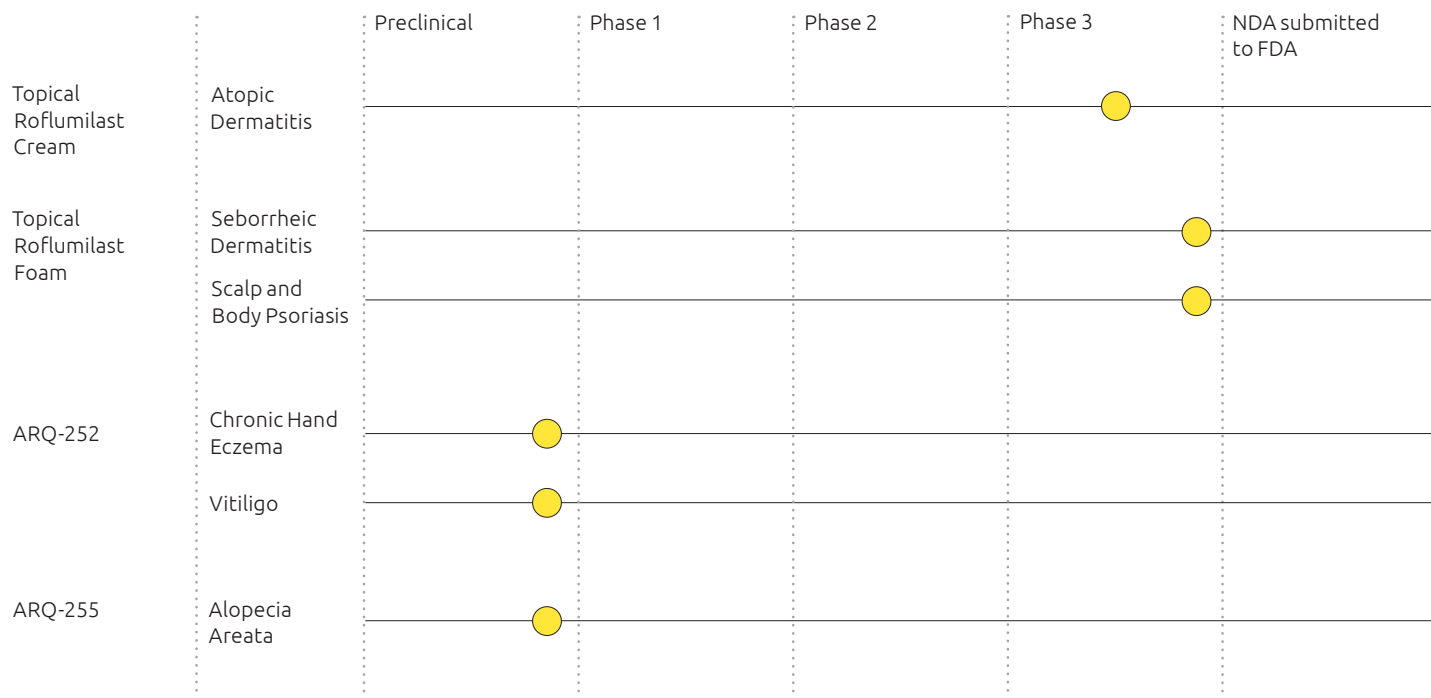 Preclinical
Phase 1
Phase 2
Phase 3
NDA submitted
to FDA
Topical
Roflumilast
Cream
Atopic
Dermatitis
Topical
Roflumilast
Foam
Seborrheic
Dermatitis
Scalp and
Body Psoriasis
ARQ-252
Chronic Hand
Eczema
Vitiligo
ARQ-255
Alopecia
Areata